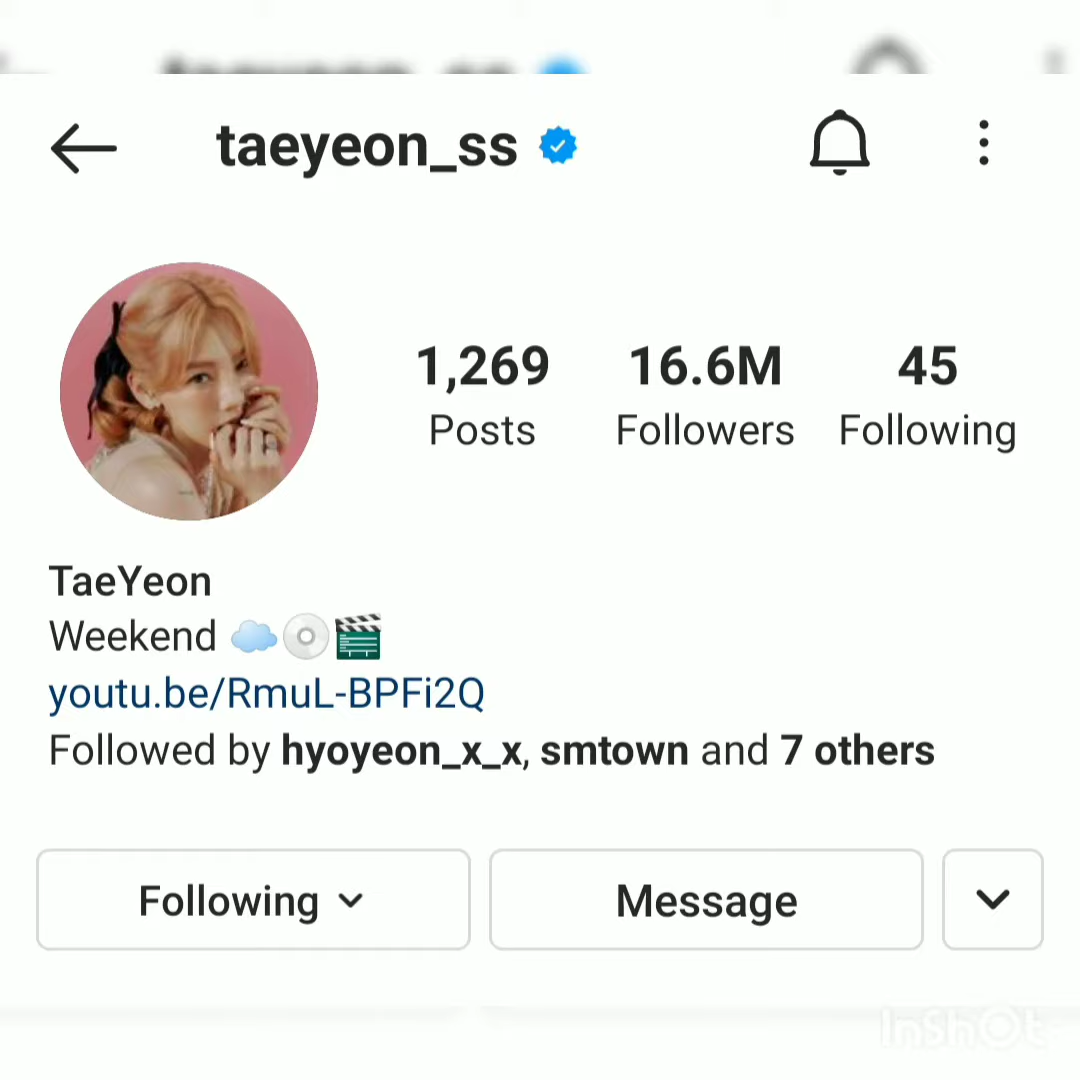 taeyeon_ss
1,269 16.6M 45
Posts Followers Following
TaeYeon
Weekend ☁️💿🎬
youtu.be/RmuL-BPFi2Q
Followed by hyoyeon_x_x, smtown and 7 others
Following Message
InShOt